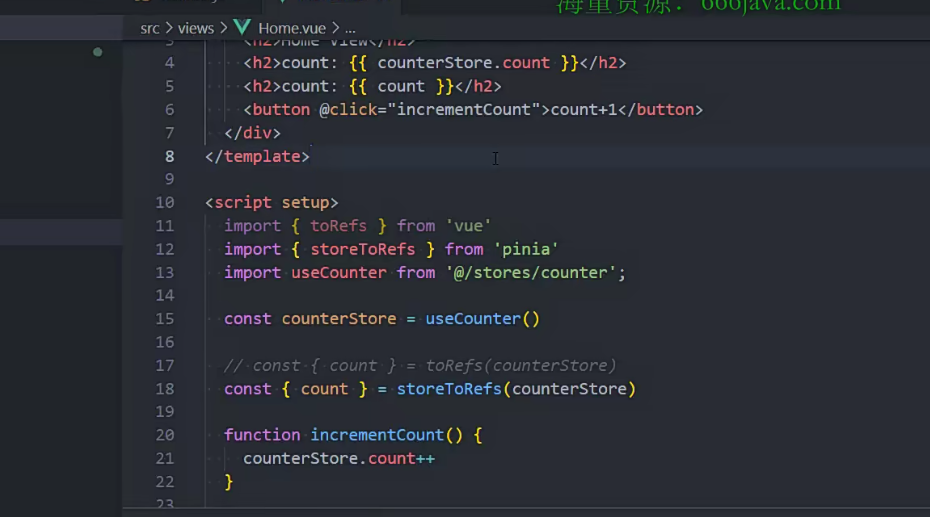 海量资源：666java.com
src > views > Home.vue > ...
3 <h2>Home View</h2>
4 <h2>count: {{ counterStore.count }}</h2>
5 <h2>count: {{ count }}</h2>
6 <button @click="incrementCount">count+1</button>
7 </div>
8 </template>
9
10 <script setup>
11 import { toRefs } from 'vue'
12 import { storeToRefs } from 'pinia'
13 import useCounter from '@/stores/counter';
14
15 const counterStore = useCounter()
16
17 // const { count } = toRefs(counterStore)
18 const { count } = storeToRefs(counterStore)
19
20 function incrementCount() {
21 counterStore.count++
22 }
23